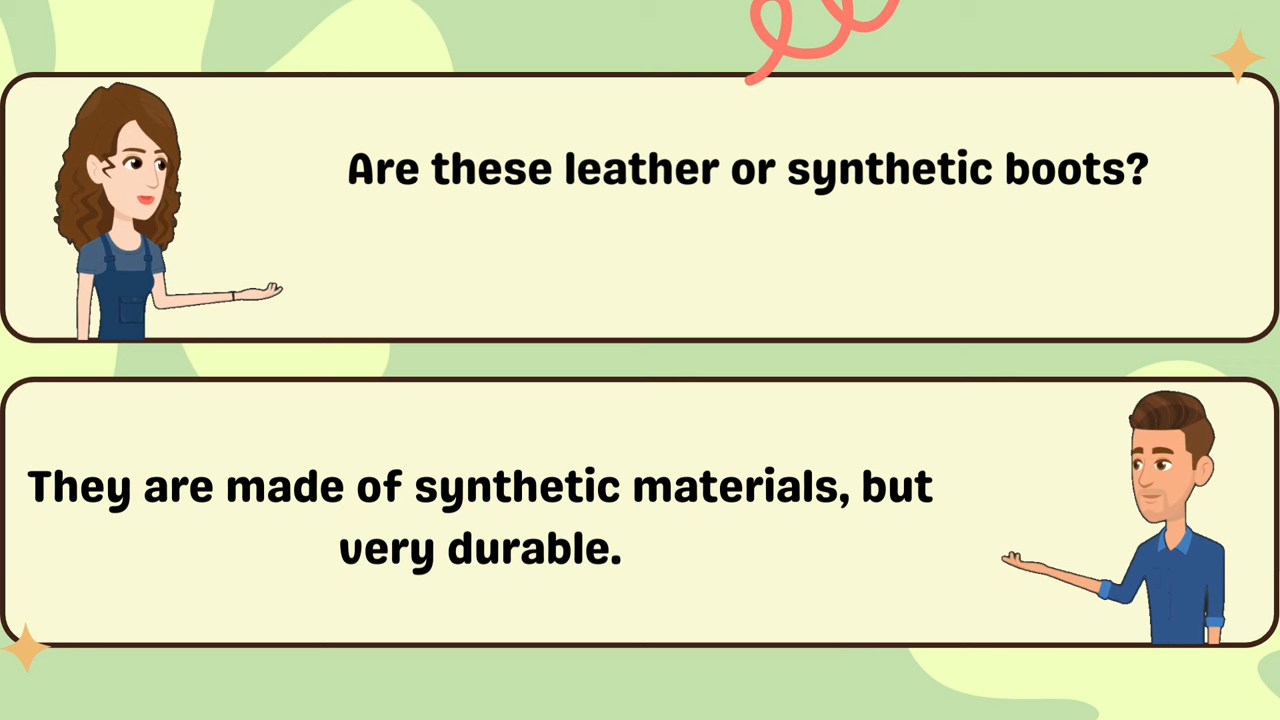 Are these leather or synthetic boots?
They are made of synthetic materials, but
very durable.